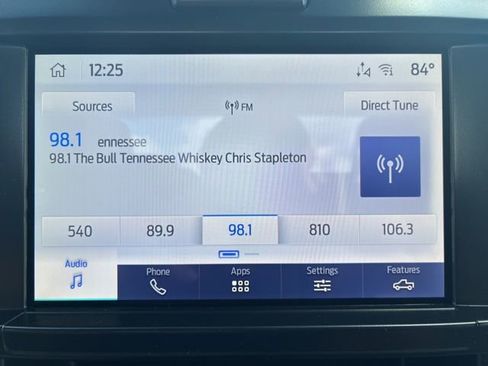 12:25
84°
Sources
FM
Direct Tune
98.1 ennessee
98.1 The Bull Tennessee Whiskey Chris Stapleton
540 89.9 98.1 810 106.3
Audio Phone Apps Settings Features